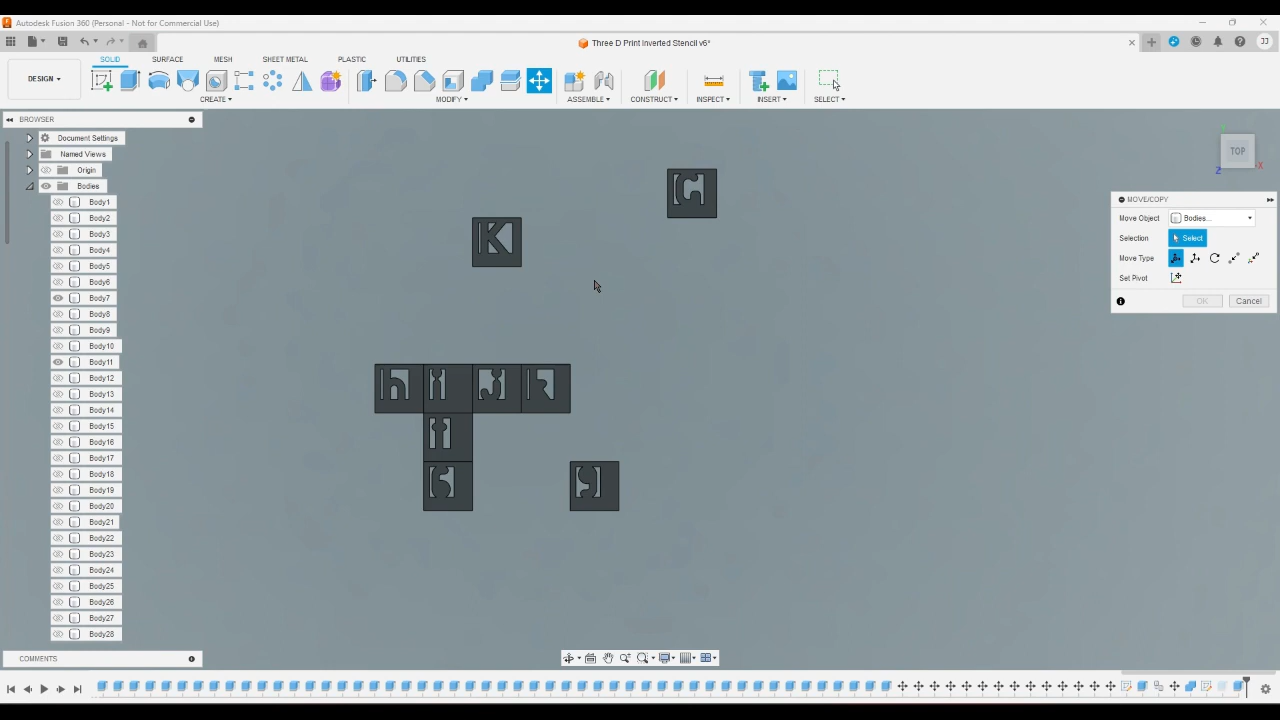 Autodesk Fusion 360 (Personal - Not for Commercial Use)
Three D Print Inverted Stencil v6*
JJ
DESIGN
SOLID SURFACE MESH SHEET METAL PLASTIC UTILITIES
CREATE MODIFY ASSEMBLE CONSTRUCT INSPECT INSERT SELECT
BROWSER
Document Settings
Named Views
Origin
Bodies
Body1
Body2
Body3
Body4
Body5
Body6
Body7
Body8
Body9
Body10
Body11
Body12
Body13
Body14
Body15
Body16
Body17
Body18
Body19
Body20
Body21
Body22
Body23
Body24
Body25
Body26
Body27
Body28
TOP
X
Y
Z
MOVE/COPY
Move Object Bodies...
Selection Select
Move Type
Set Pivot
OK Cancel
K
h i J
COMMENTS